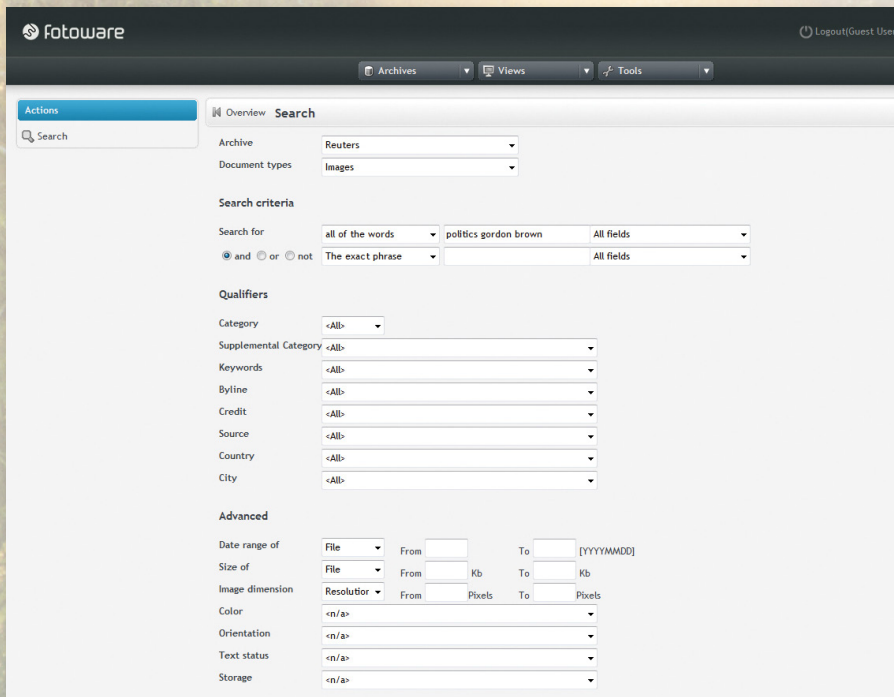 fotoware
Logout(Guest User
Archives Views Tools
Actions
Search
Overview Search
Archive Reuters
Document types Images
Search criteria
Search for all of the words politics gordon brown All fields
and or not The exact phrase All fields
Qualifiers
Category <All>
Supplemental Category <All>
Keywords <All>
Byline <All>
Credit <All>
Source <All>
Country <All>
City <All>
Advanced
Date range of File From To [YYYYMMDD]
Size of File From Kb To Kb
Image dimension Resolution From Pixels To Pixels
Color <n/a>
Orientation <n/a>
Text status <n/a>
Storage <n/a>